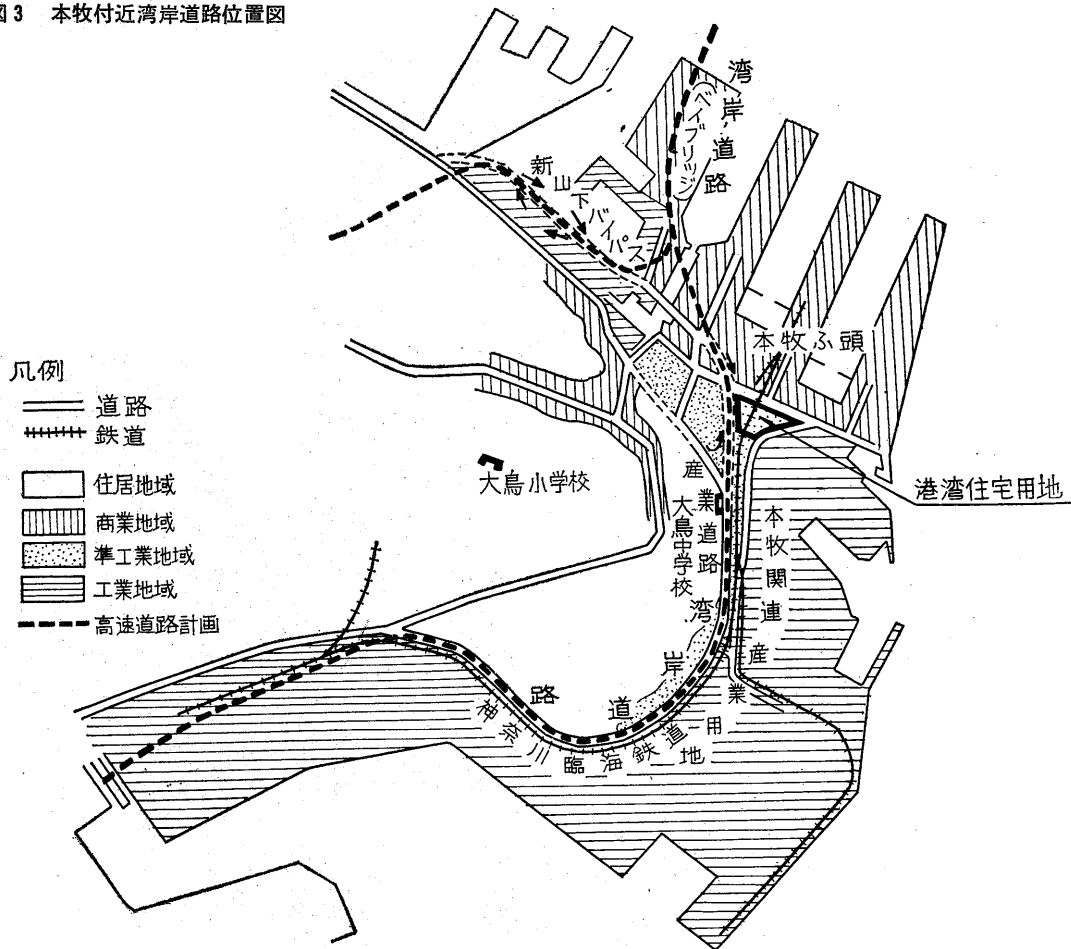 図3 本牧付近湾岸道路位置図
湾岸道路
ベイブリッジ
新山下バイパス
本牧ふ頭
凡例
道路
鉄道
住居地域
商業地域
準工業地域
工業地域
高速道路計画
大鳥小学校
港湾住宅用地
産業道路
大鳥中学校
本牧関連産業用地
湾岸道路
神奈川臨海鉄道